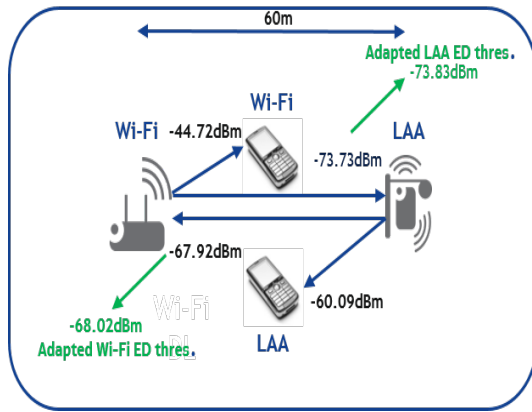 60m
Adapted LAA ED thres.
-73.83dBm
Wi-Fi
Wi-Fi
-44.72dBm
LAA
-73.73dBm
-67.92dBm
-60.09dBm
Wi-Fi
DL
-68.02dBm
Adapted Wi-Fi ED thres.
LAA